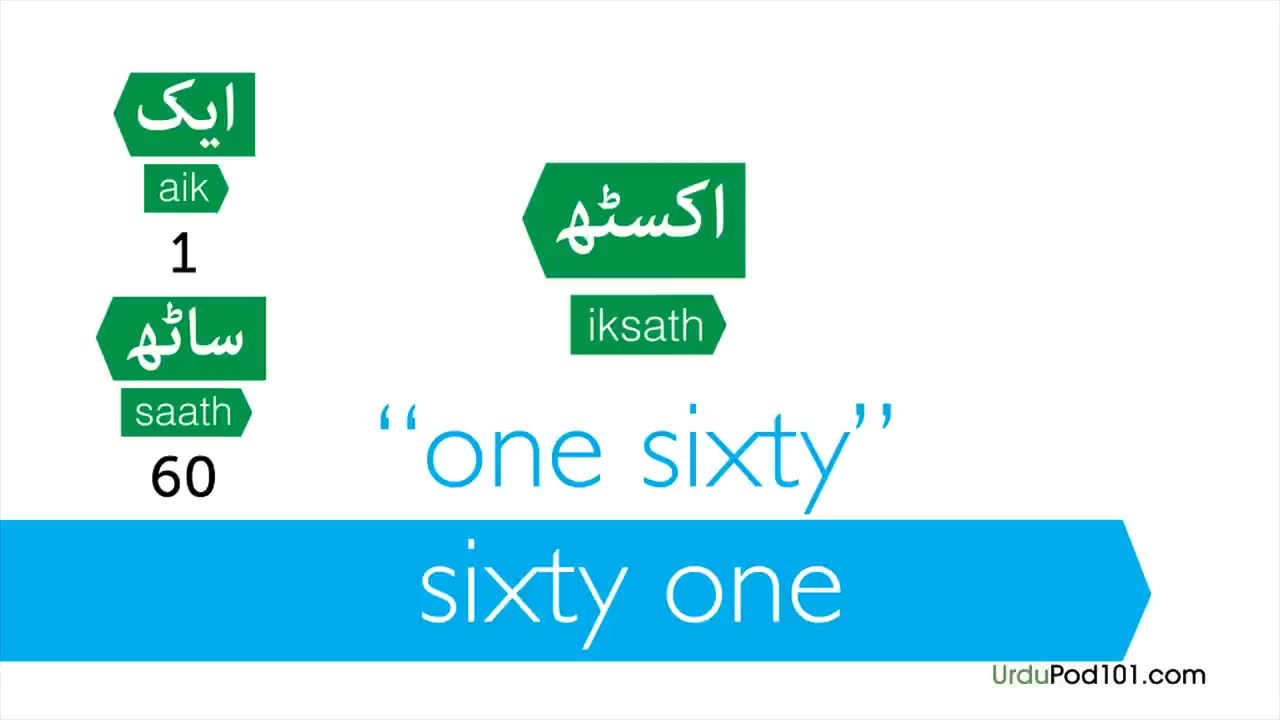 ایک
aik
1
ساٹھ
saath
60
اکسٹھ
iksath
“one sixty”
sixty one
UrduPod101.com